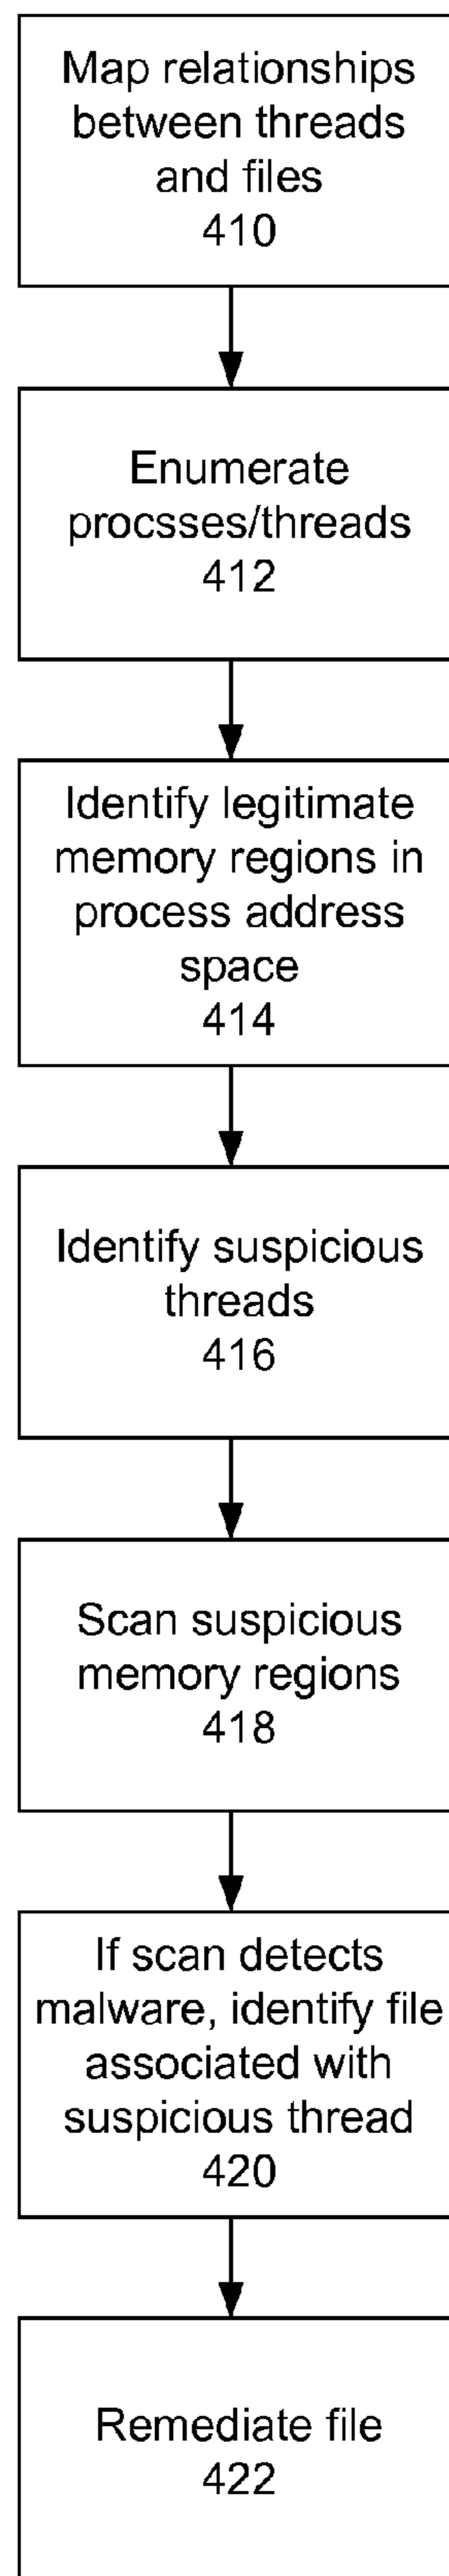 Map relationships
between threads
and files
410
Enumerate
procsses/threads
412
Identify legitimate
memory regions in
process address
space
414
Identify suspicious
threads
416
Scan suspicious
memory regions
418
If scan detects
malware, identify file
associated with
suspicious thread
420
Remediate file
422